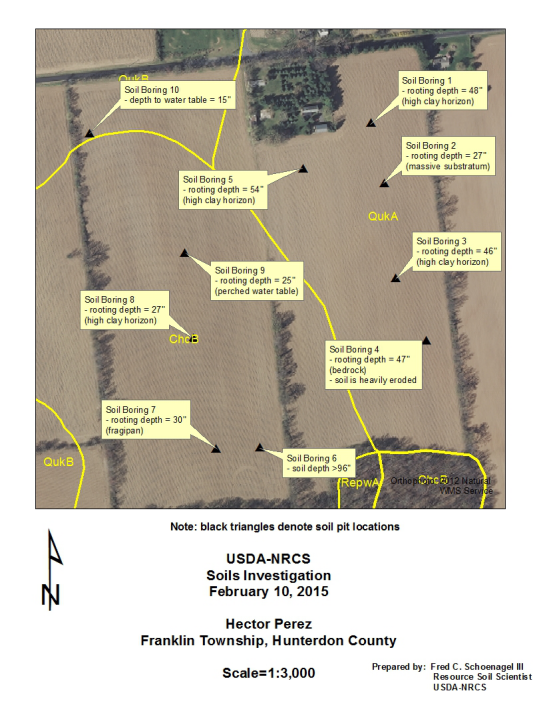 QukB
Soil Boring 10
- depth to water table = 15"
Soil Boring 1
- rooting depth = 48"
(high clay horizon)
Soil Boring 2
- rooting depth = 27"
(massive substratum)
Soil Boring 5
- rooting depth = 54"
(high clay horizon)
QukA
Soil Boring 3
- rooting depth = 46"
(high clay horizon)
Soil Boring 9
- rooting depth = 25"
(perched water table)
Soil Boring 8
- rooting depth = 27"
(high clay horizon)
ChcB
Soil Boring 4
- rooting depth = 47"
(bedrock)
- soil is heavily eroded
Soil Boring 7
- rooting depth = 30"
(fragipan)
Soil Boring 6
- soil depth >96"
QukB
RepwA
ChcB
2012 Natural
WMS Service
Note: black triangles denote soil pit locations
N
USDA-NRCS
Soils Investigation
February 10, 2015
Hector Perez
Franklin Township, Hunterdon County
Scale=1:3,000
Prepared by: Fred C. Schoenagel III
Resource Soil Scientist
USDA-NRCS